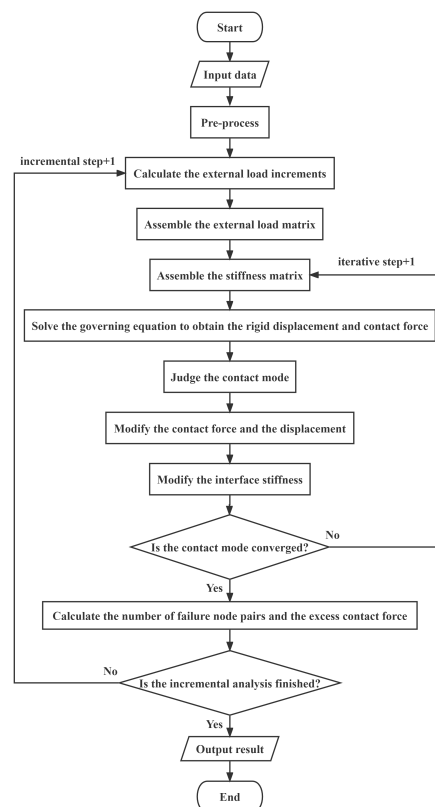 Start
Input data
Pre-process
incremental step+1
Calculate the external load increments
Assemble the external load matrix
iterative step+1
Assemble the stiffness matrix
Solve the governing equation to obtain the rigid displacement and contact force
Judge the contact mode
Modify the contact force and the displacement
Modify the interface stiffness
Is the contact mode converged?
No
Yes
Calculate the number of failure node pairs and the excess contact force
No
Is the incremental analysis finished?
Yes
Output result
End